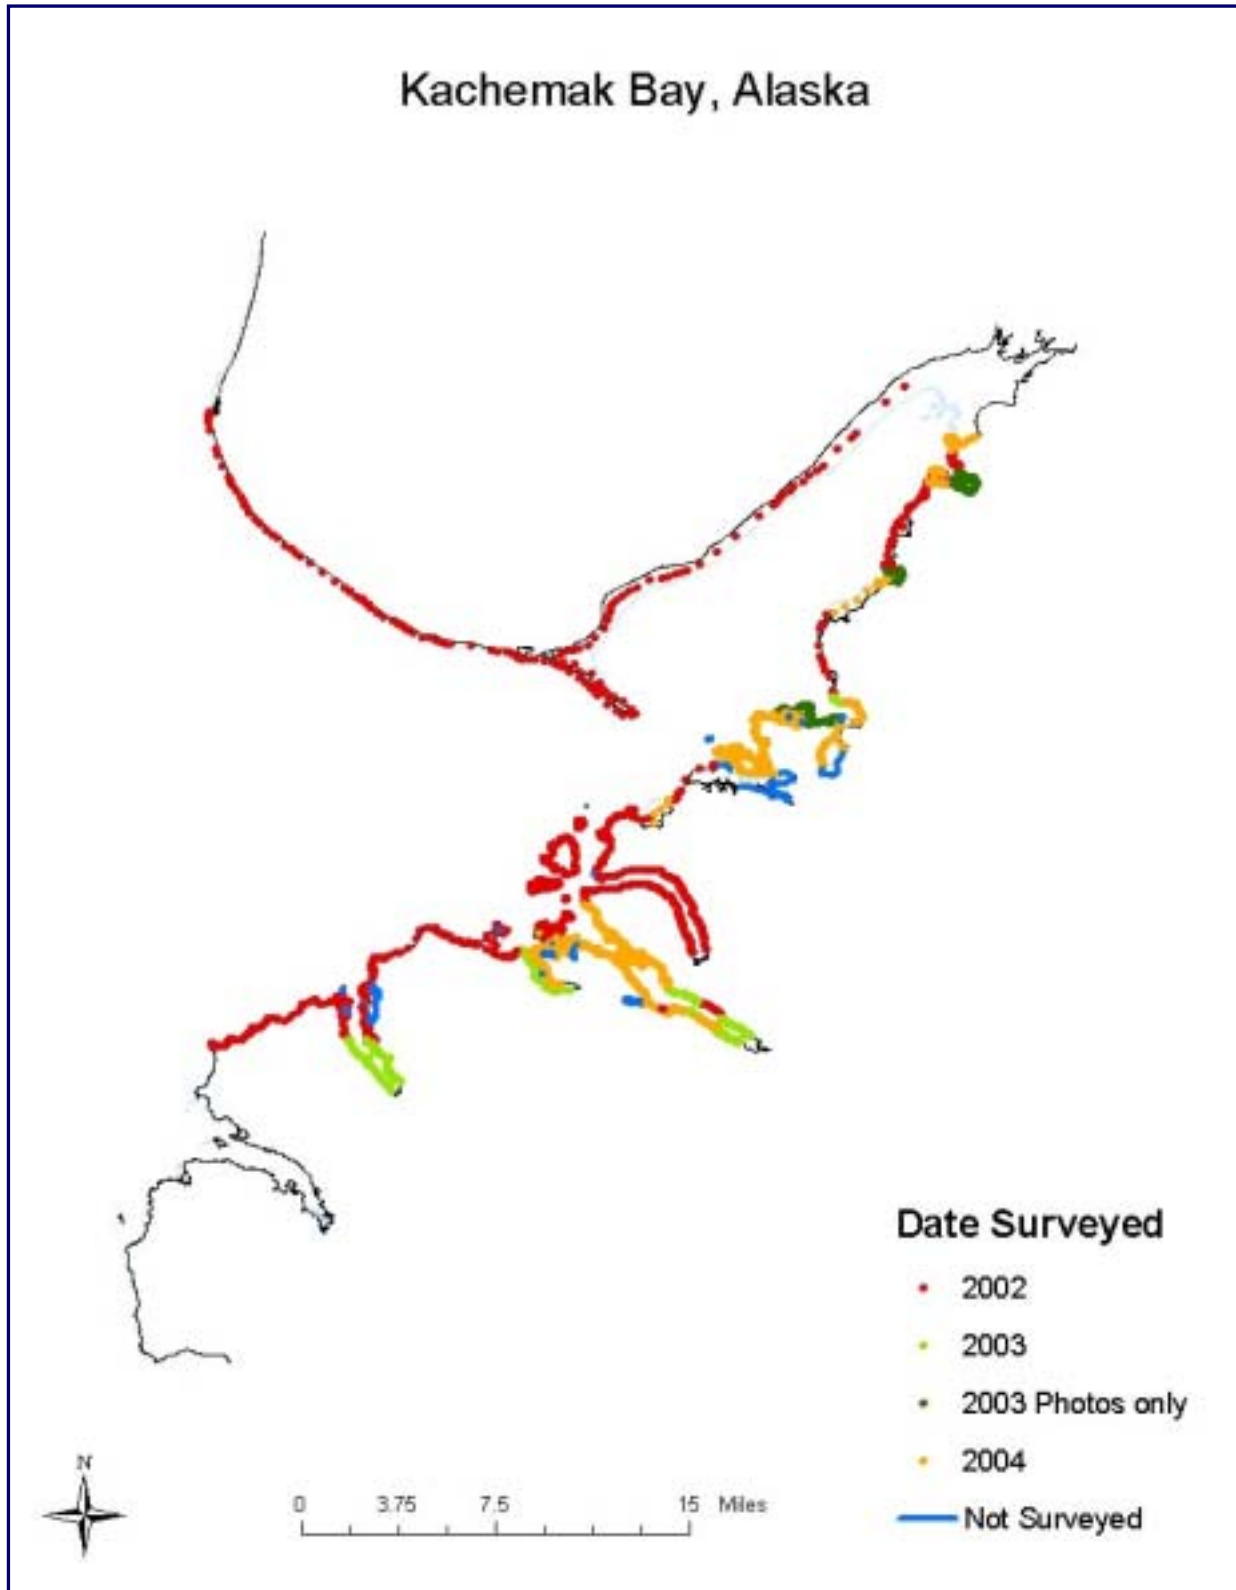 Kachemak Bay, Alaska
Date Surveyed
2002
2003
2003 Photos only
2004
Not Surveyed
N
0 3.75 7.5 15 Miles